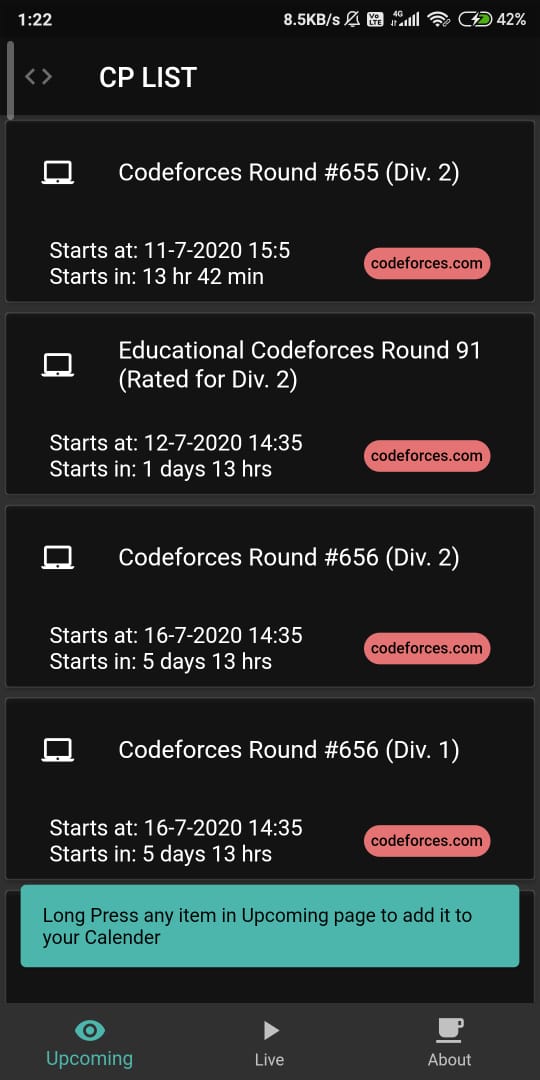 1:22
8.5KB/s
Vo
LTE
4G
42%
CP LIST
Codeforces Round #655 (Div. 2)
Starts at: 11-7-2020 15:5
Starts in: 13 hr 42 min
codeforces.com
Educational Codeforces Round 91
(Rated for Div. 2)
Starts at: 12-7-2020 14:35
Starts in: 1 days 13 hrs
codeforces.com
Codeforces Round #656 (Div. 2)
Starts at: 16-7-2020 14:35
Starts in: 5 days 13 hrs
codeforces.com
Codeforces Round #656 (Div. 1)
Starts at: 16-7-2020 14:35
Starts in: 5 days 13 hrs
codeforces.com
Long Press any item in Upcoming page to add it to
your Calender
Upcoming
Live
About